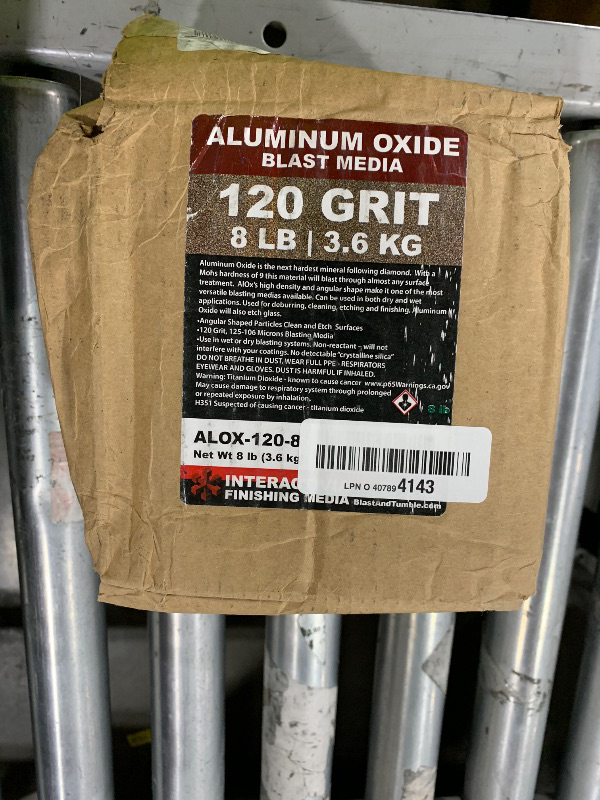 ALUMINUM OXIDE
BLAST MEDIA
120 GRIT
8 LB | 3.6 KG
Aluminum Oxide is the next hardest mineral following diamond. With a
Mohs hardness of 9 this material will blast through almost any surface
treatment. AlOx's high density and angular shape make it one of the most
versatile blasting medias available. Can be used in both dry and wet
applications. Used for deburring, cleaning, etching and finishing. Aluminum
Oxide will also etch glass.
•Angular Shaped Particles Clean and Etch Surfaces
•120 Grit, 125-106 Microns Blasting Media
•Use in wet or dry blasting systems. Non-reactant – will not
interfere with your coatings. No detectable "crystalline silica"
DO NOT BREATHE IN DUST, WEAR FULL PPE - RESPIRATORS
EYEWEAR AND GLOVES. DUST IS HARMFUL IF INHALED.
Warning: Titanium Dioxide - known to cause cancer www.p65Warnings.ca.gov
May cause damage to respiratory system through prolonged
or repeated exposure by inhalation.
H351 Suspected of causing cancer - titanium dioxide
8 lb
ALOX-120-8
Net Wt 8 lb (3.6 kg
LPN O 407894143
INTERAC
FINISHING MEDIA BlastAndTumble.com